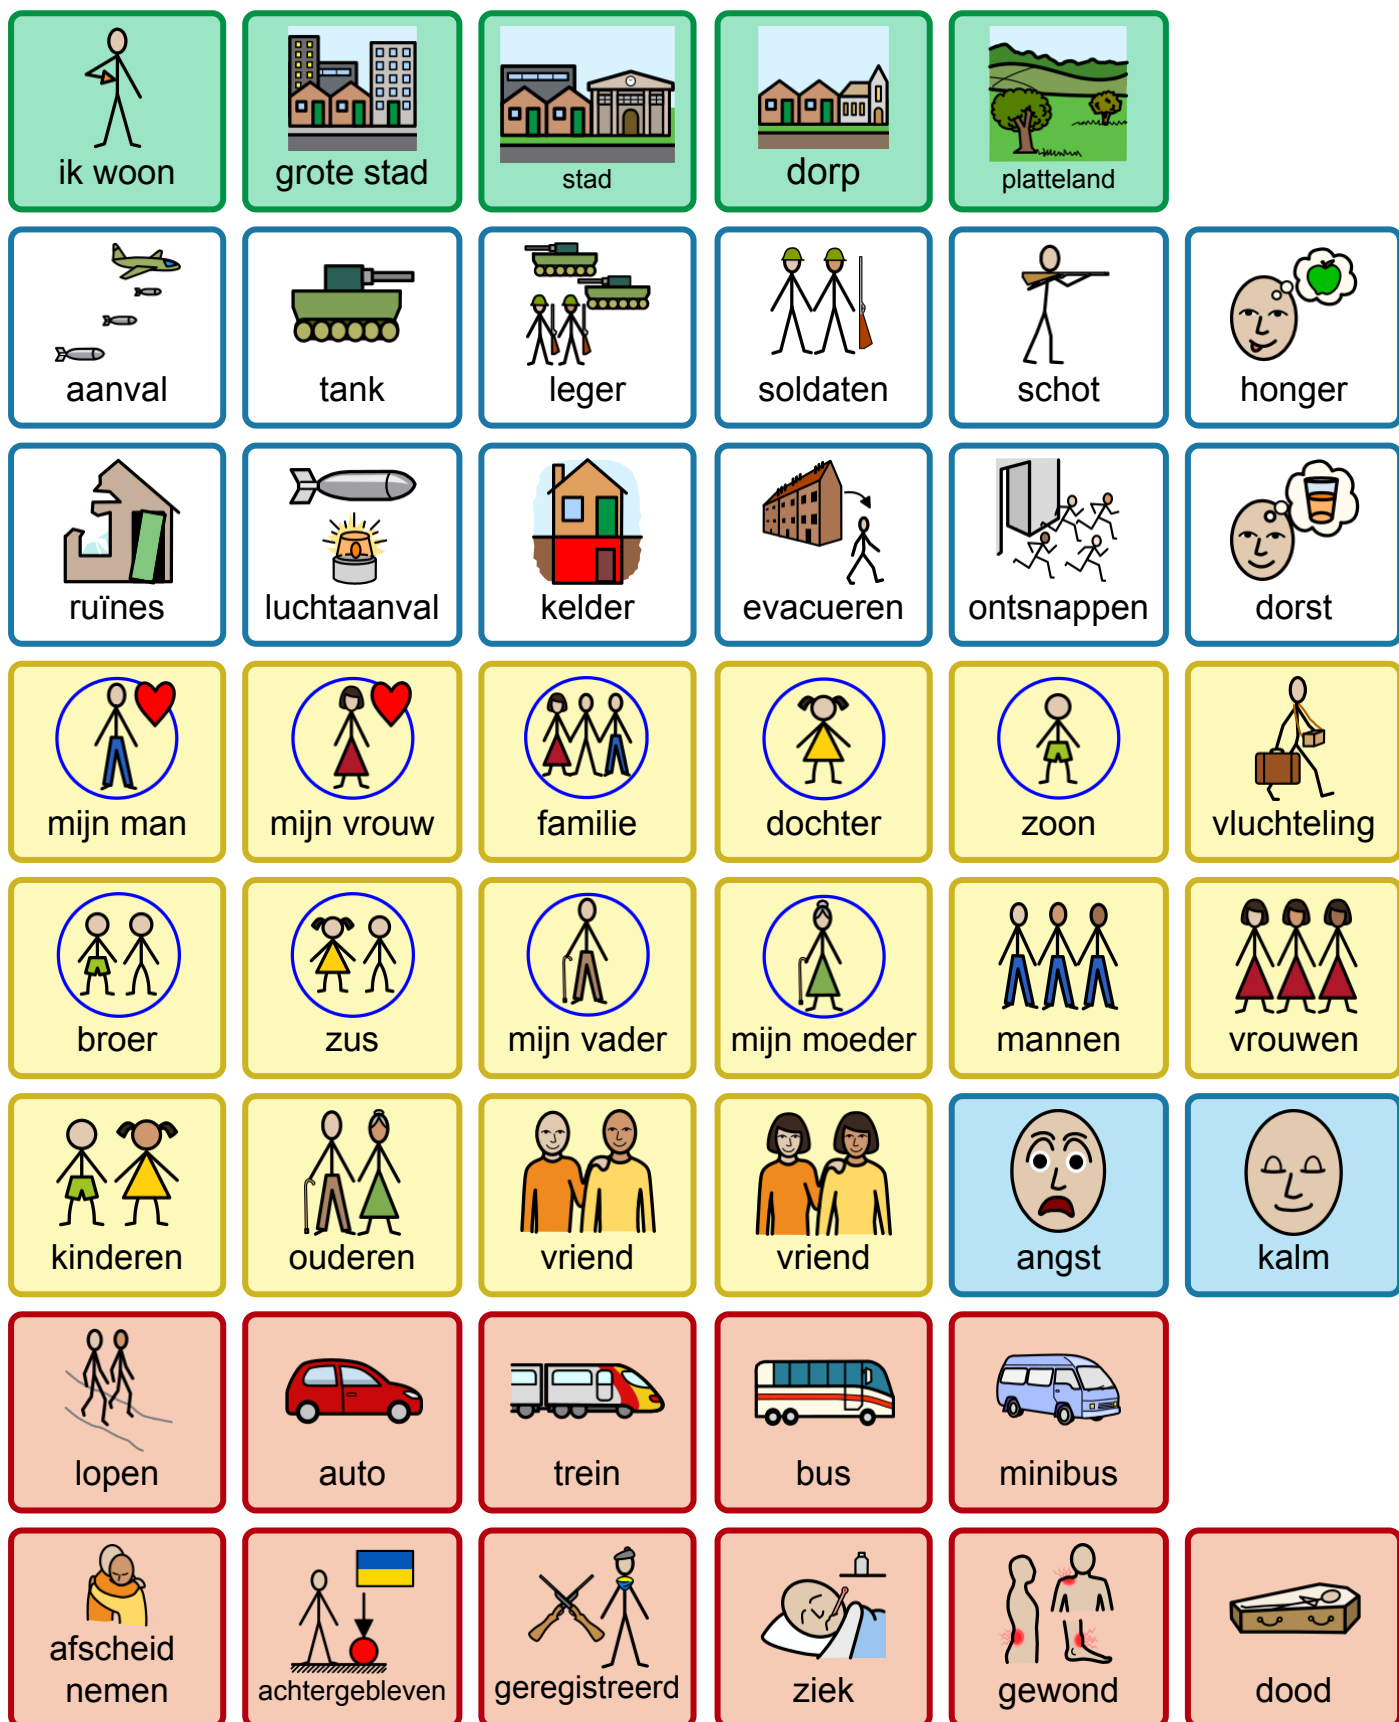 ik woon
grote stad
stad
dorp
platteland
aanval
tank
leger
soldaten
schot
honger
ruïnes
luchtaanval
kelder
evacueren
ontsnappen
dorst
mijn man
mijn vrouw
familie
dochter
zoon
vluchteling
broer
zus
mijn vader
mijn moeder
mannen
vrouwen
kinderen
ouderen
vriend
vriend
angst
kalm
lopen
auto
trein
bus
minibus
afscheid
nemen
achtergebleven
geregistreerd
ziek
gewond
dood